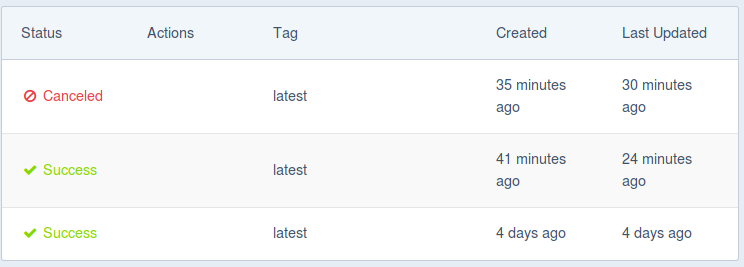 Status Actions Tag Created Last Updated
Canceled latest 35 minutes ago 30 minutes ago
Success latest 41 minutes ago 24 minutes ago
Success latest 4 days ago 4 days ago